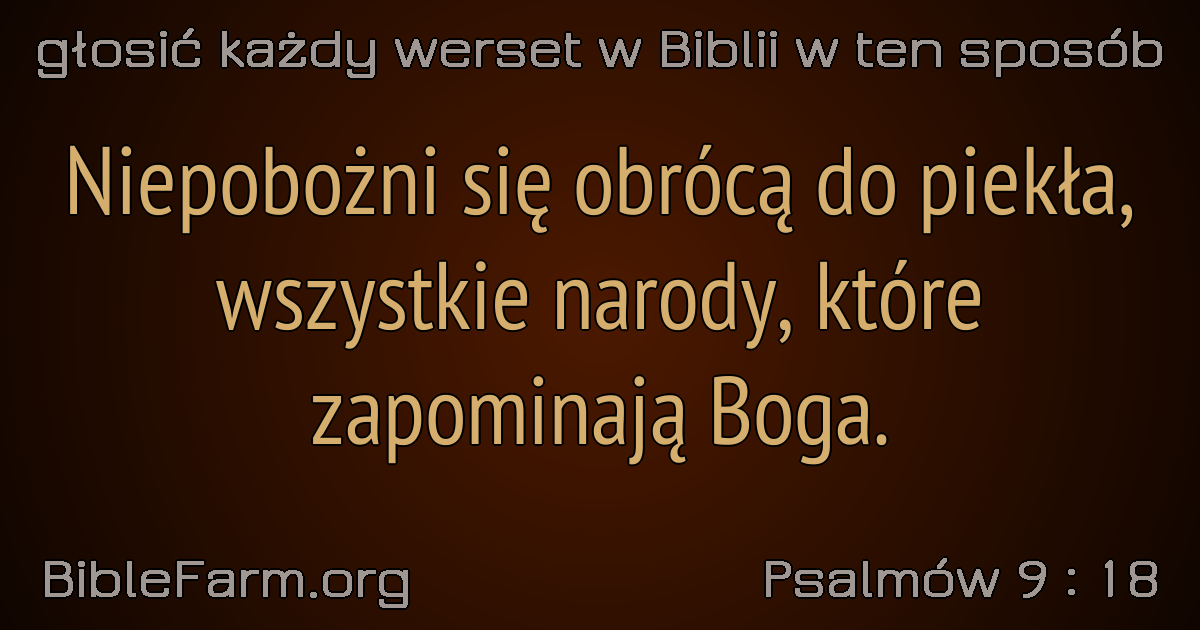 głosić każdy werset w Biblii w ten sposób
Niepobożni się obrócą do piekła,
wszystkie narody, które
zapominają Boga.
BibleFarm.org
Psalmów 9 : 18